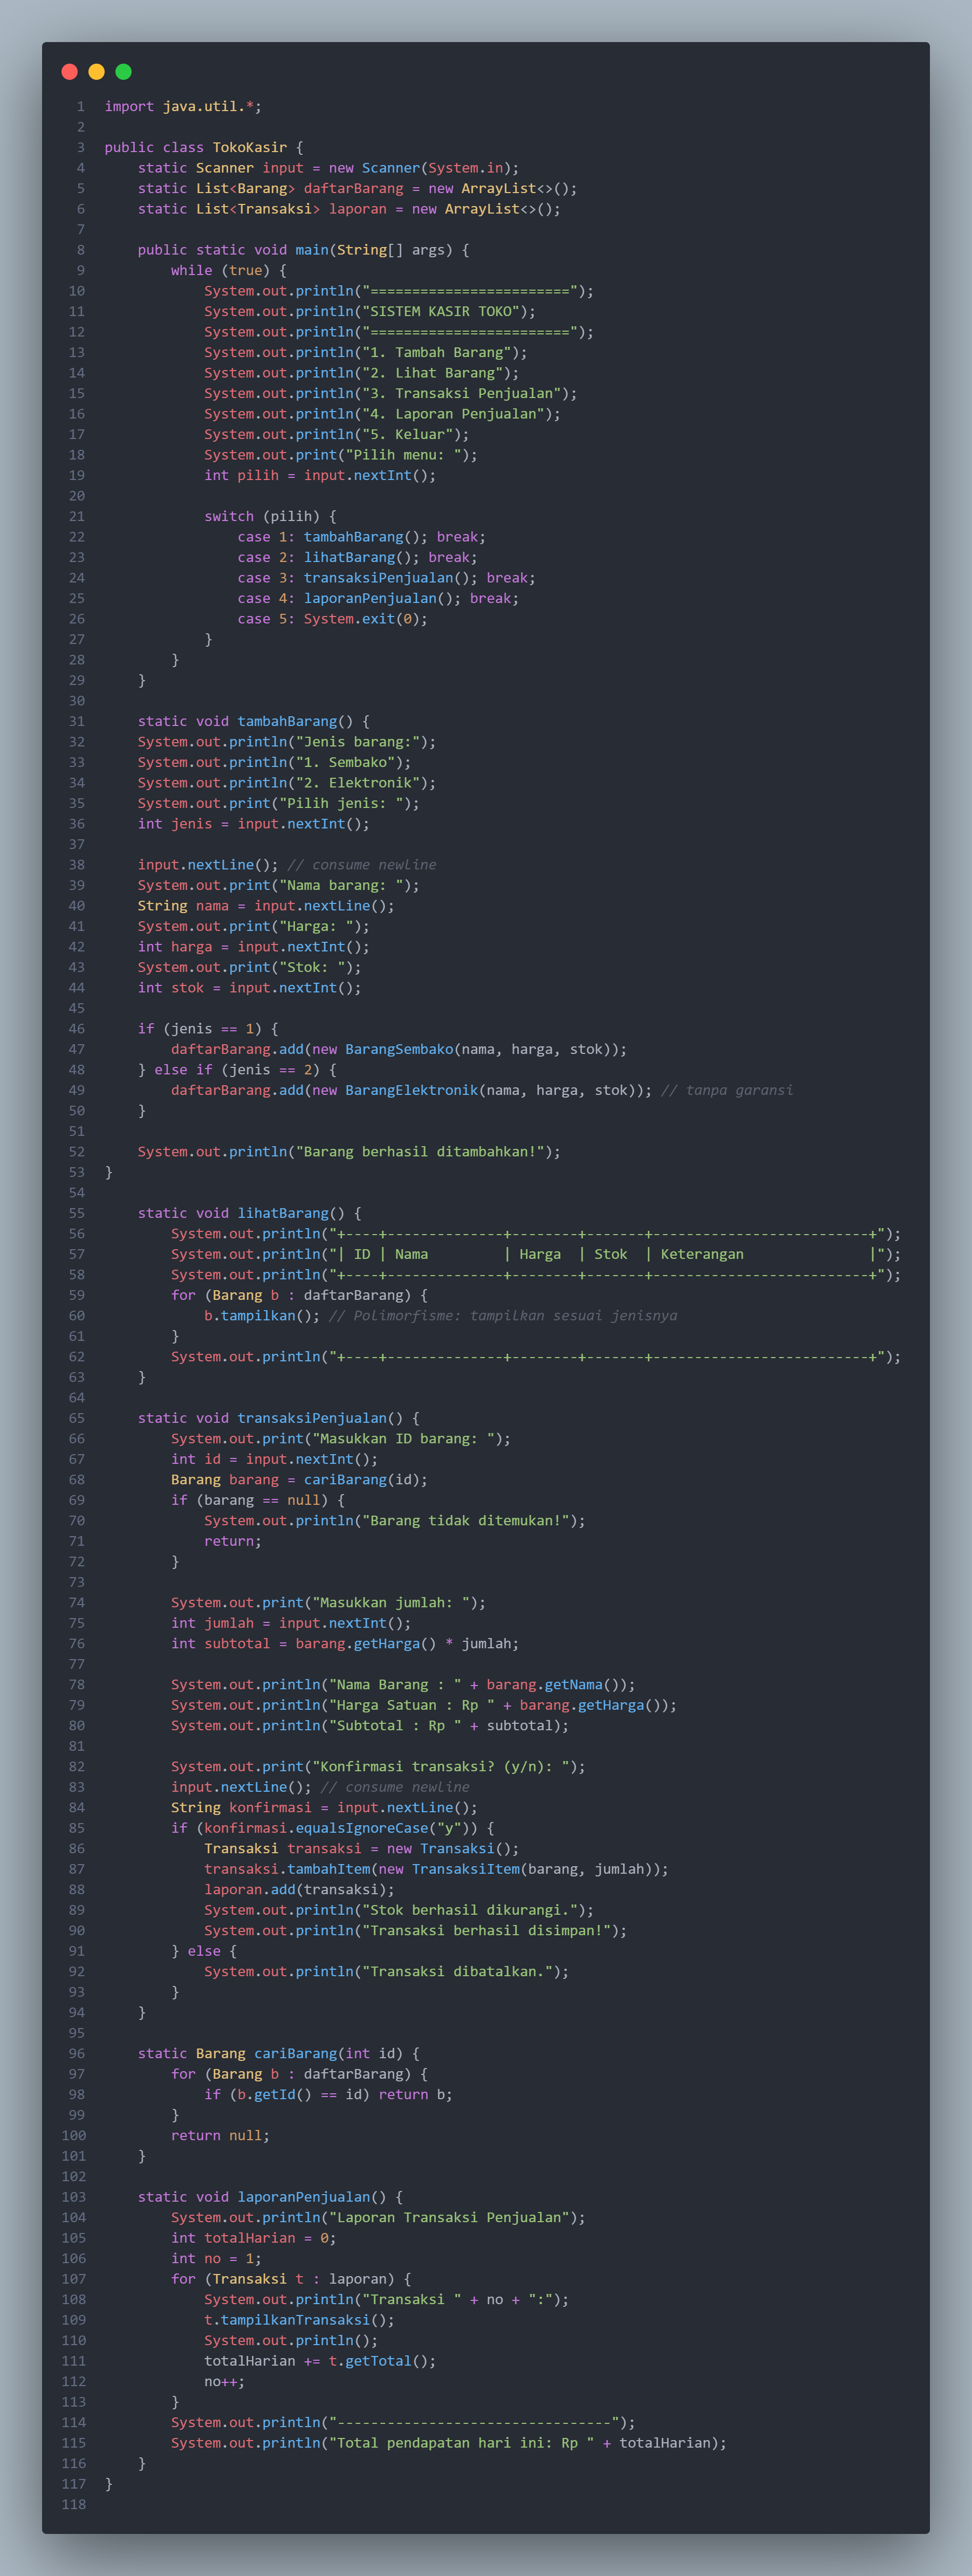 1 import java.util.*;
2
3 public class TokoKasir {
4     static Scanner input = new Scanner(System.in);
5     static List<Barang> daftarBarang = new ArrayList<>();
6     static List<Transaksi> laporan = new ArrayList<>();
7
8     public static void main(String[] args) {
9         while (true) {
10             System.out.println("========================");
11             System.out.println("SISTEM KASIR TOKO");
12             System.out.println("========================");
13             System.out.println("1. Tambah Barang");
14             System.out.println("2. Lihat Barang");
15             System.out.println("3. Transaksi Penjualan");
16             System.out.println("4. Laporan Penjualan");
17             System.out.println("5. Keluar");
18             System.out.print("Pilih menu: ");
19             int pilih = input.nextInt();
20
21             switch (pilih) {
22                 case 1: tambahBarang(); break;
23                 case 2: lihatBarang(); break;
24                 case 3: transaksiPenjualan(); break;
25                 case 4: laporanPenjualan(); break;
26                 case 5: System.exit(0);
27             }
28         }
29     }
30
31     static void tambahBarang() {
32     System.out.println("Jenis barang:");
33     System.out.println("1. Sembako");
34     System.out.println("2. Elektronik");
35     System.out.print("Pilih jenis: ");
36     int jenis = input.nextInt();
37
38     input.nextLine(); // consume newline
39     System.out.print("Nama barang: ");
40     String nama = input.nextLine();
41     System.out.print("Harga: ");
42     int harga = input.nextInt();
43     System.out.print("Stok: ");
44     int stok = input.nextInt();
45
46     if (jenis == 1) {
47         daftarBarang.add(new BarangSembako(nama, harga, stok));
48     } else if (jenis == 2) {
49         daftarBarang.add(new BarangElektronik(nama, harga, stok)); // tanpa garansi
50     }
51
52     System.out.println("Barang berhasil ditambahkan!");
53 }
54
55     static void lihatBarang() {
56         System.out.println("+----+--------------+--------+-------+--------------------------+");
57         System.out.println("| ID | Nama         | Harga  | Stok  | Keterangan               |");
58         System.out.println("+----+--------------+--------+-------+--------------------------+");
59         for (Barang b : daftarBarang) {
60             b.tampilkan(); // Polimorfisme: tampilkan sesuai jenisnya
61         }
62         System.out.println("+----+--------------+--------+-------+--------------------------+");
63     }
64
65     static void transaksiPenjualan() {
66         System.out.print("Masukkan ID barang: ");
67         int id = input.nextInt();
68         Barang barang = cariBarang(id);
69         if (barang == null) {
70             System.out.println("Barang tidak ditemukan!");
71             return;
72         }
73
74         System.out.print("Masukkan jumlah: ");
75         int jumlah = input.nextInt();
76         int subtotal = barang.getHarga() * jumlah;
77
78         System.out.println("Nama Barang : " + barang.getNama());
79         System.out.println("Harga Satuan : Rp " + barang.getHarga());
80         System.out.println("Subtotal : Rp " + subtotal);
81
82         System.out.print("Konfirmasi transaksi? (y/n): ");
83         input.nextLine(); // consume newline
84         String konfirmasi = input.nextLine();
85         if (konfirmasi.equalsIgnoreCase("y")) {
86             Transaksi transaksi = new Transaksi();
87             transaksi.tambahItem(new TransaksiItem(barang, jumlah));
88             laporan.add(transaksi);
89             System.out.println("Stok berhasil dikurangi.");
90             System.out.println("Transaksi berhasil disimpan!");
91         } else {
92             System.out.println("Transaksi dibatalkan.");
93         }
94     }
95
96     static Barang cariBarang(int id) {
97         for (Barang b : daftarBarang) {
98             if (b.getId() == id) return b;
99         }
100         return null;
101     }
102
103     static void laporanPenjualan() {
104         System.out.println("Laporan Transaksi Penjualan");
105         int totalHarian = 0;
106         int no = 1;
107         for (Transaksi t : laporan) {
108             System.out.println("Transaksi " + no + ":");
109             t.tampilkanTransaksi();
110             System.out.println();
111             totalHarian += t.getTotal();
112             no++;
113         }
114         System.out.println("---------------------------------");
115         System.out.println("Total pendapatan hari ini: Rp " + totalHarian);
116     }
117 }
118